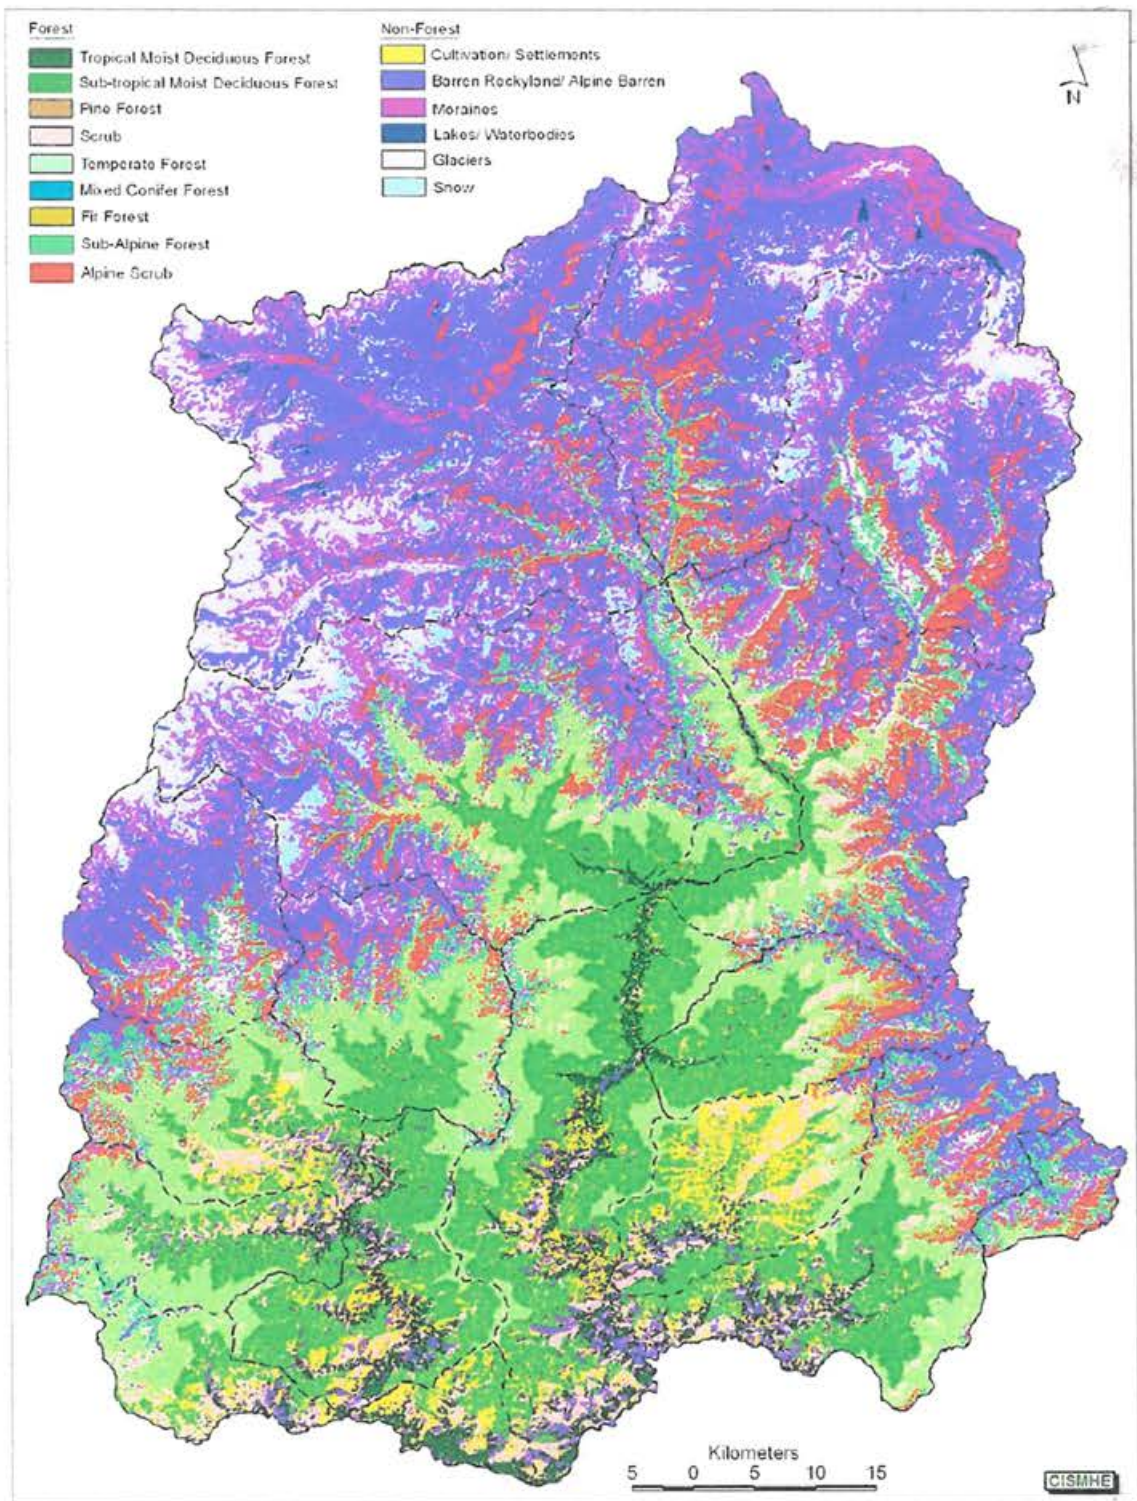 Forest
Tropical Moist Deciduous Forest
Sub-tropical Moist Deciduous Forest
Pine Forest
Scrub
Temperate Forest
Mixed Conifer Forest
Fir Forest
Sub-Alpine Forest
Alpine Scrub
Non-Forest
Cultivation/ Settlements
Barren Rockyland/ Alpine Barren
Moraines
Lakes/ Waterbodies
Glaciers
Snow
N
Kilometers
5 0 5 10 15
CISMHE